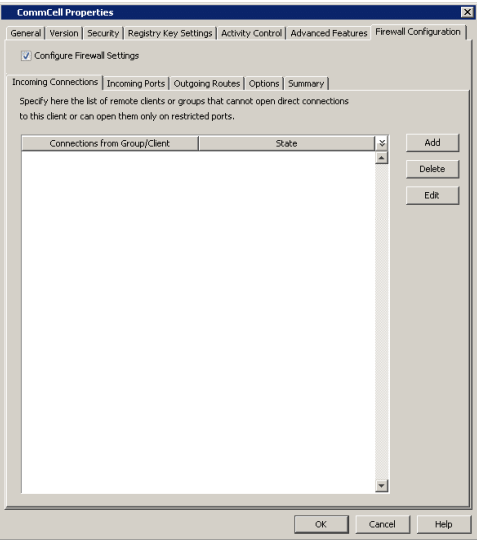 CommCell Properties
General Version Security Registry Key Settings Activity Control Advanced Features Firewall Configuration
Configure Firewall Settings
Incoming Connections Incoming Ports Outgoing Routes Options Summary
Specify here the list of remote clients or groups that cannot open direct connections
to this client or can open them only on restricted ports.
Connections from Group/Client State
Add
Delete
Edit
OK Cancel Help